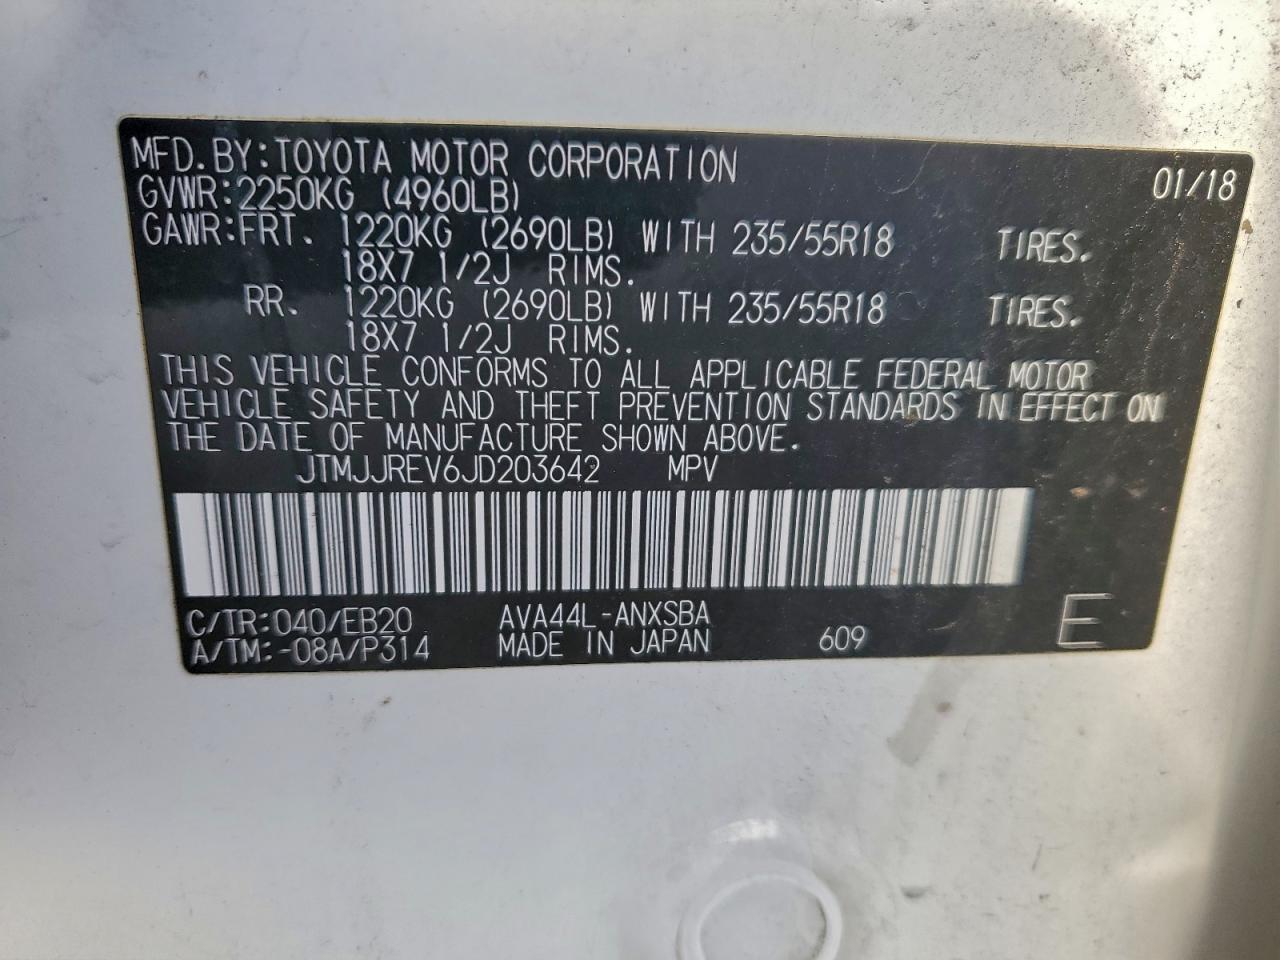 MFD.BY:TOYOTA MOTOR CORPORATION 01/18
GVWR:2250KG (4960LB)
GAWR:FRT. 1220KG (2690LB) WITH 235/55R18 TIRES.
18X7 1/2J RIMS.
RR. 1220KG (2690LB) WITH 235/55R18 TIRES.
18X7 1/2J RIMS.
THIS VEHICLE CONFORMS TO ALL APPLICABLE FEDERAL MOTOR
VEHICLE SAFETY AND THEFT PREVENTION STANDARDS IN EFFECT ON
THE DATE OF MANUFACTURE SHOWN ABOVE.
JTMJJREV6JD203642 MPV
C/TR:040/EB20 AVA44L-ANXSBA
A/TM:-08A/P314 MADE IN JAPAN 609 E